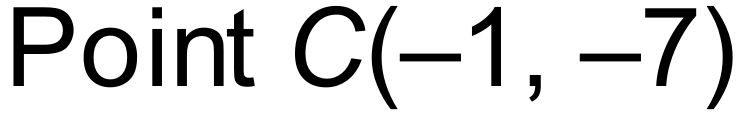 Point C(–1, –7)